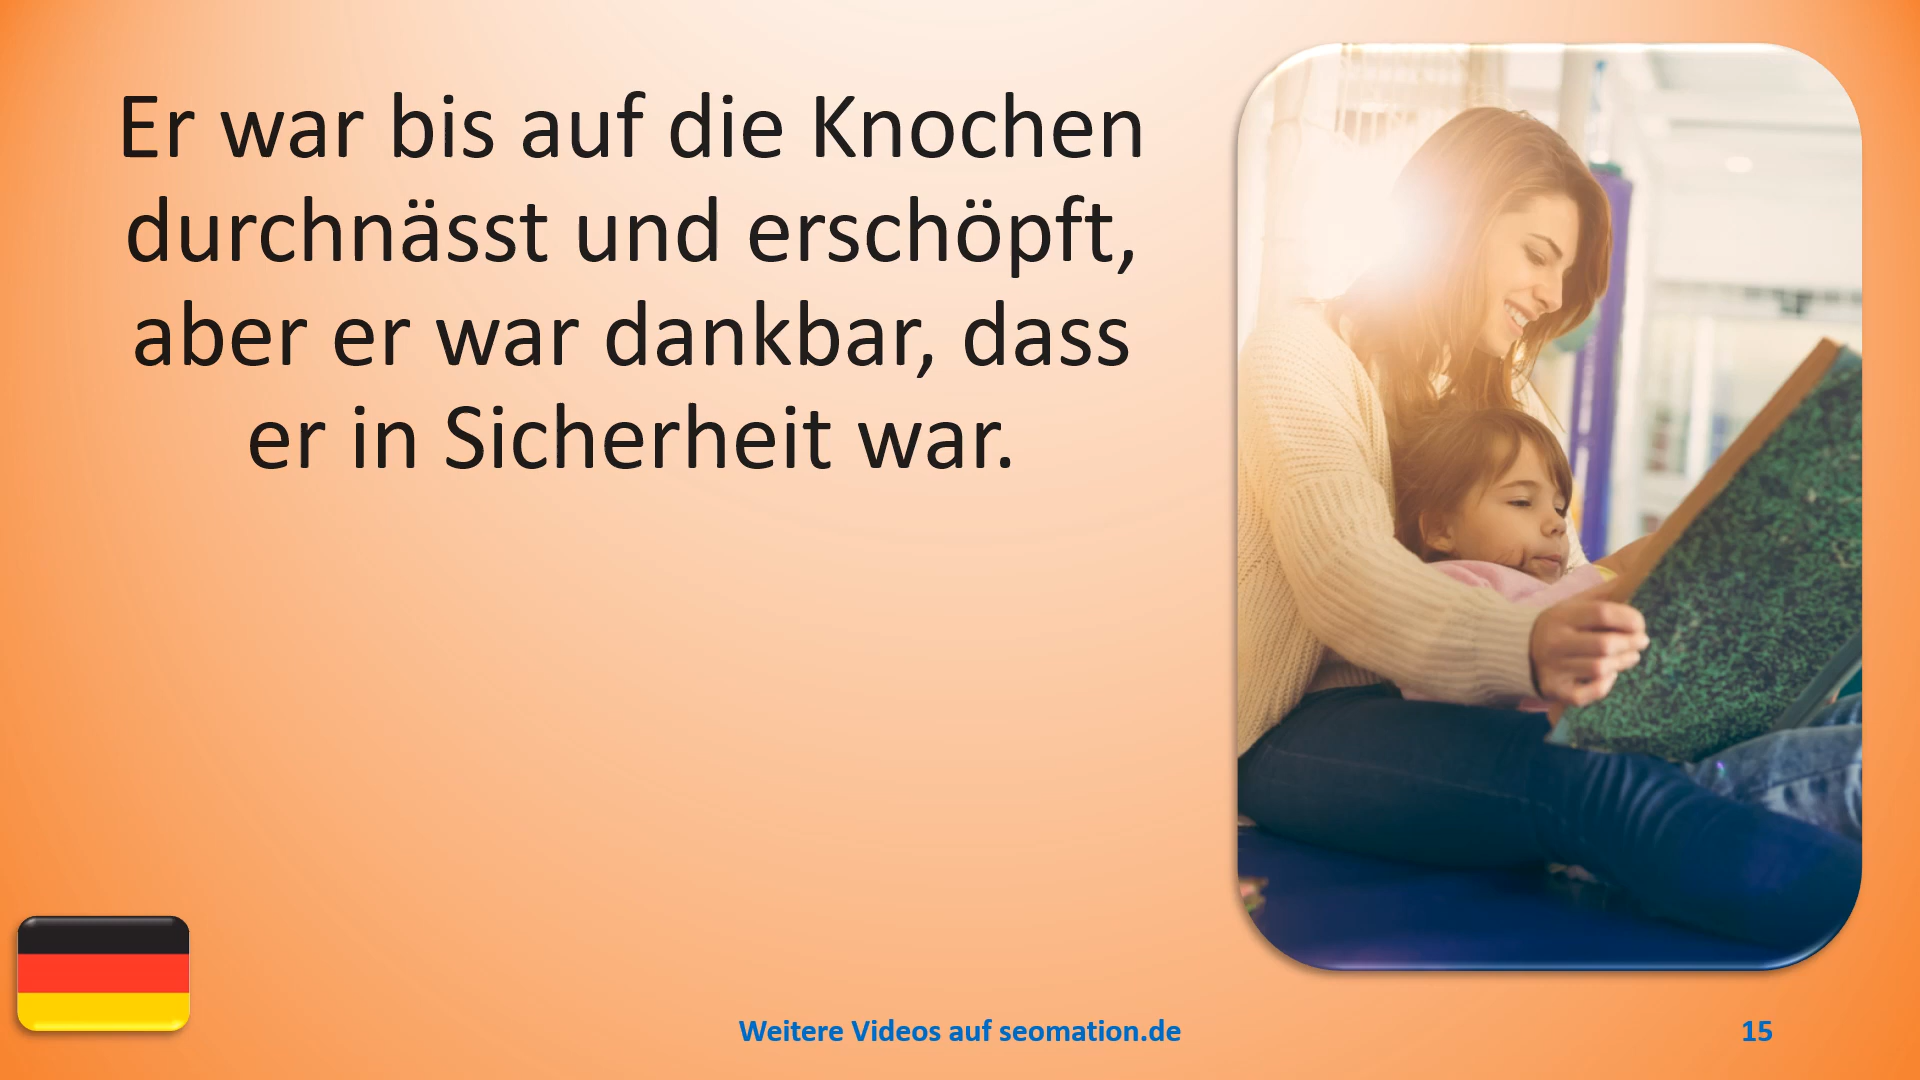 Er war bis auf die Knochen
durchnässt und erschöpft,
aber er war dankbar, dass
er in Sicherheit war.
Weitere Videos auf seomation.de
15